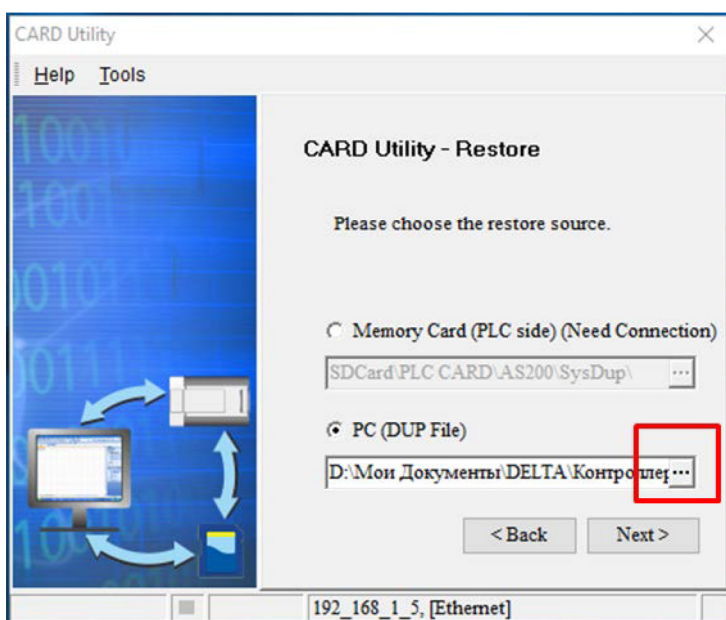 CARD Utility
Help Tools
CARD Utility - Restore
Please choose the restore source.
Memory Card (PLC side) (Need Connection)
SDCard\PLC CARD\AS200\SysDup\ ...
PC (DUP File)
D:\Мои Документы\DELTA\Контроллер ...
< Back Next >
192_168_1_5, [Ethernet]